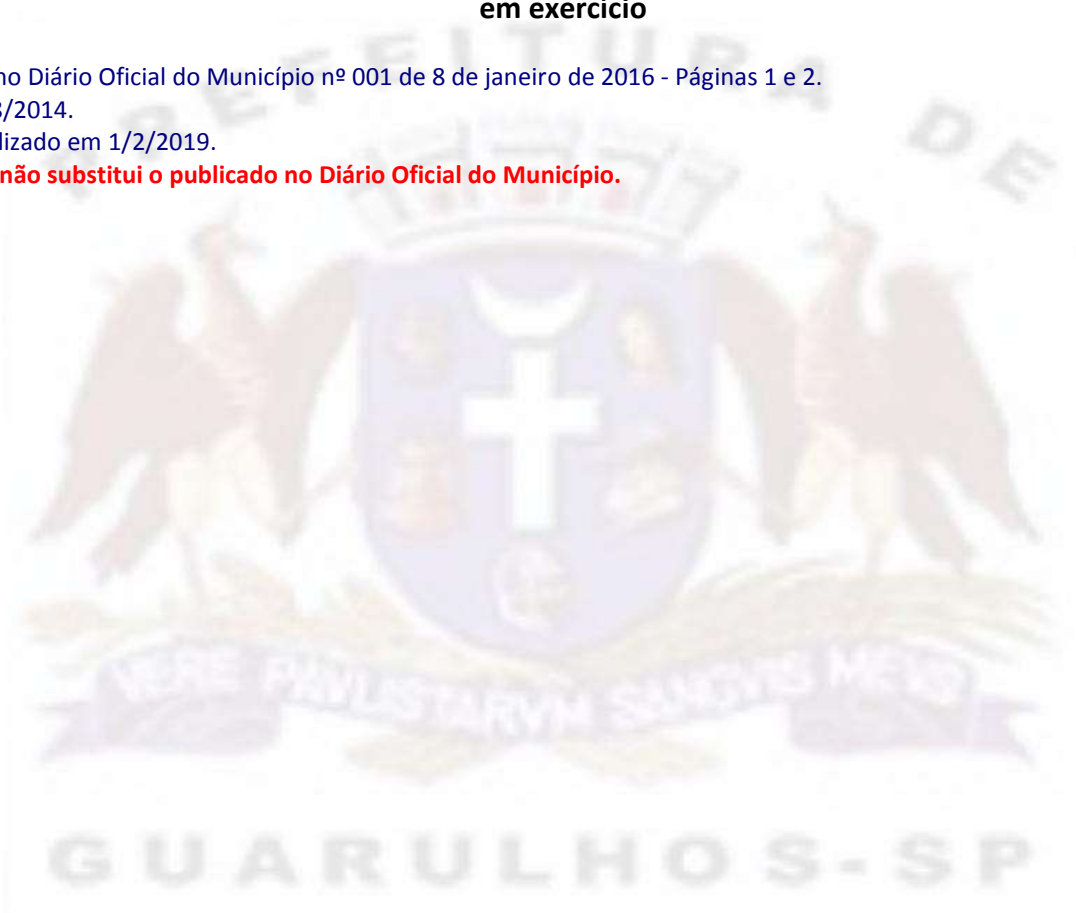 em exercício
no Diário Oficial do Município nº 001 de 8 de janeiro de 2016 - Páginas 1 e 2.
/2014.
lizado em 1/2/2019.
não substitui o publicado no Diário Oficial do Município.
PREFEITURA DE
VERE PAVLISTARVM SANGVIS MEVS
GUARULHOS-SP